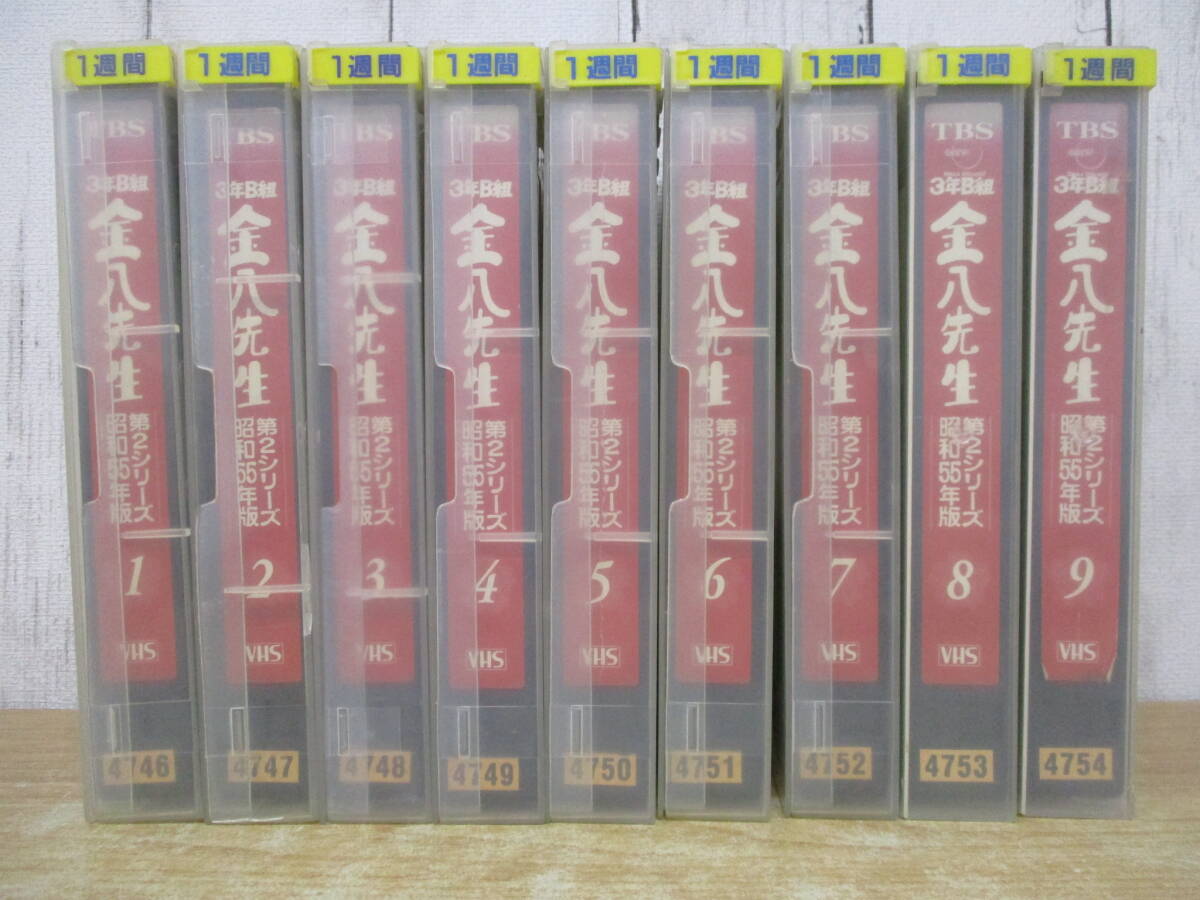 1週間
TBS
3年B組
金八先生
第2シリーズ
昭和55年版
1
VHS
4746
1週間
TBS
3年B組
金八先生
第2シリーズ
昭和55年版
2
VHS
4747
1週間
TBS
3年B組
金八先生
第2シリーズ
昭和55年版
3
VHS
4748
1週間
TBS
3年B組
金八先生
第2シリーズ
昭和55年版
4
VHS
4749
1週間
TBS
3年B組
金八先生
第2シリーズ
昭和55年版
5
VHS
4750
1週間
TBS
3年B組
金八先生
第2シリーズ
昭和55年版
6
VHS
4751
1週間
TBS
3年B組
金八先生
第2シリーズ
昭和55年版
7
VHS
4752
1週間
TBS
3年B組
金八先生
第2シリーズ
昭和55年版
8
VHS
4753
1週間
TBS
3年B組
金八先生
第2シリーズ
昭和55年版
9
VHS
4754